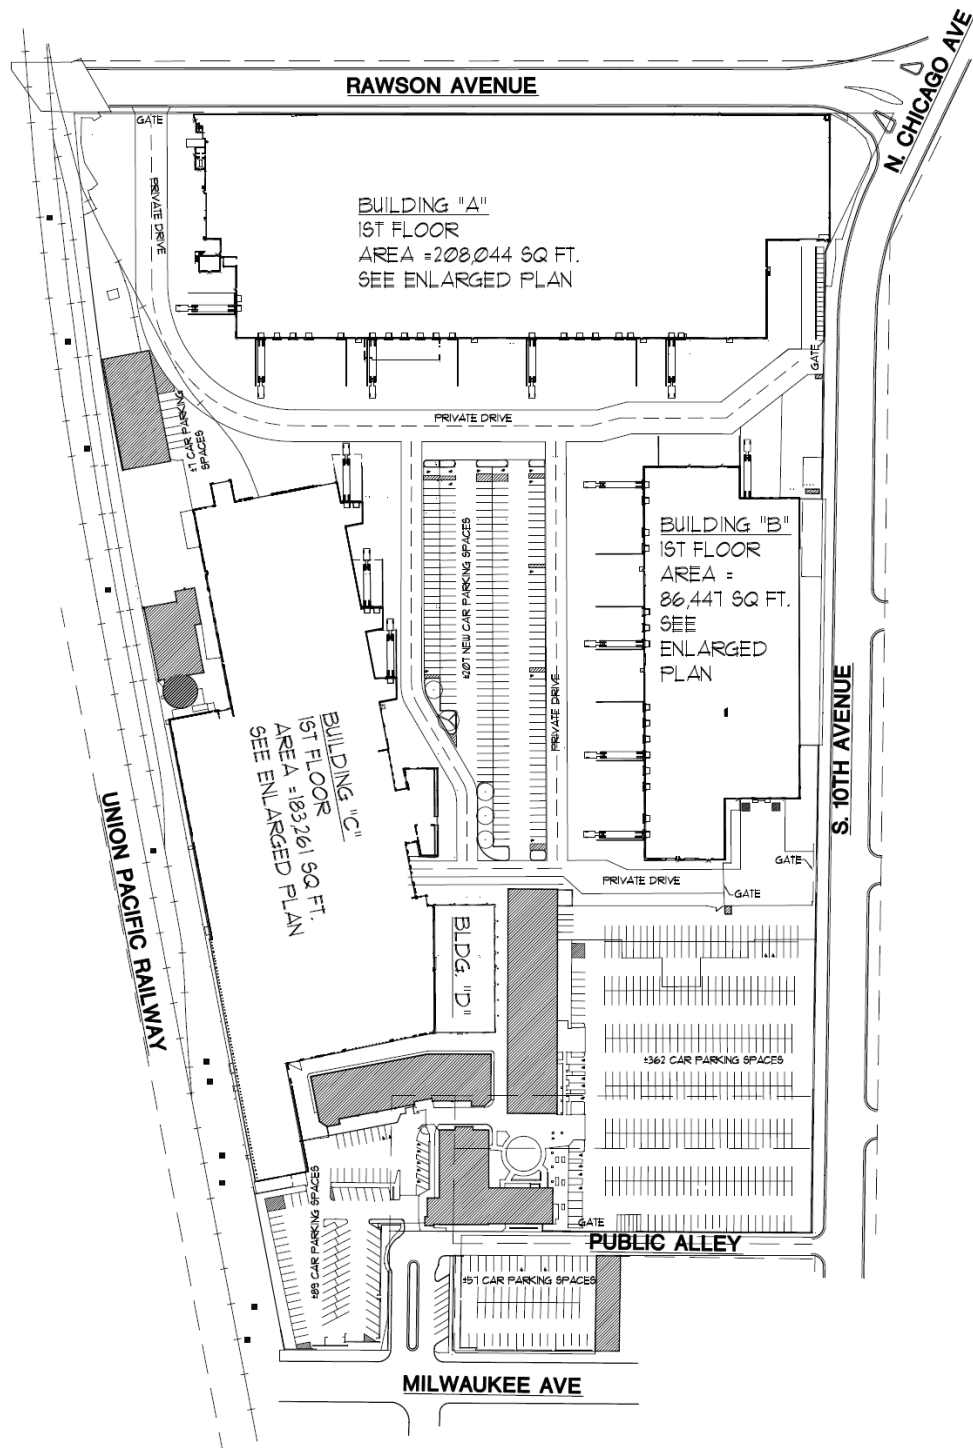 RAWSON AVENUE
N. CHICAGO AVE
GATE
PRIVATE DRIVE
BUILDING "A"
1ST FLOOR
AREA =208,044 SQ FT.
SEE ENLARGED PLAN
GATE
±7 CAR PARKING
SPACES
PRIVATE DRIVE
±207 NEW CAR PARKING SPACES
PRIVATE DRIVE
BUILDING "B"
1ST FLOOR
AREA =
86,447 SQ FT.
SEE
ENLARGED
PLAN
S. 10TH AVENUE
BUILDING "C"
1ST FLOOR
AREA =183261 SQ FT.
SEE ENLARGED PLAN
UNION PACIFIC RAILWAY
GATE
PRIVATE DRIVE
GATE
BLDG. "D"
±362 CAR PARKING SPACES
±89 CAR PARKING SPACES
GATE
PUBLIC ALLEY
±57 CAR PARKING SPACES
MILWAUKEE AVE